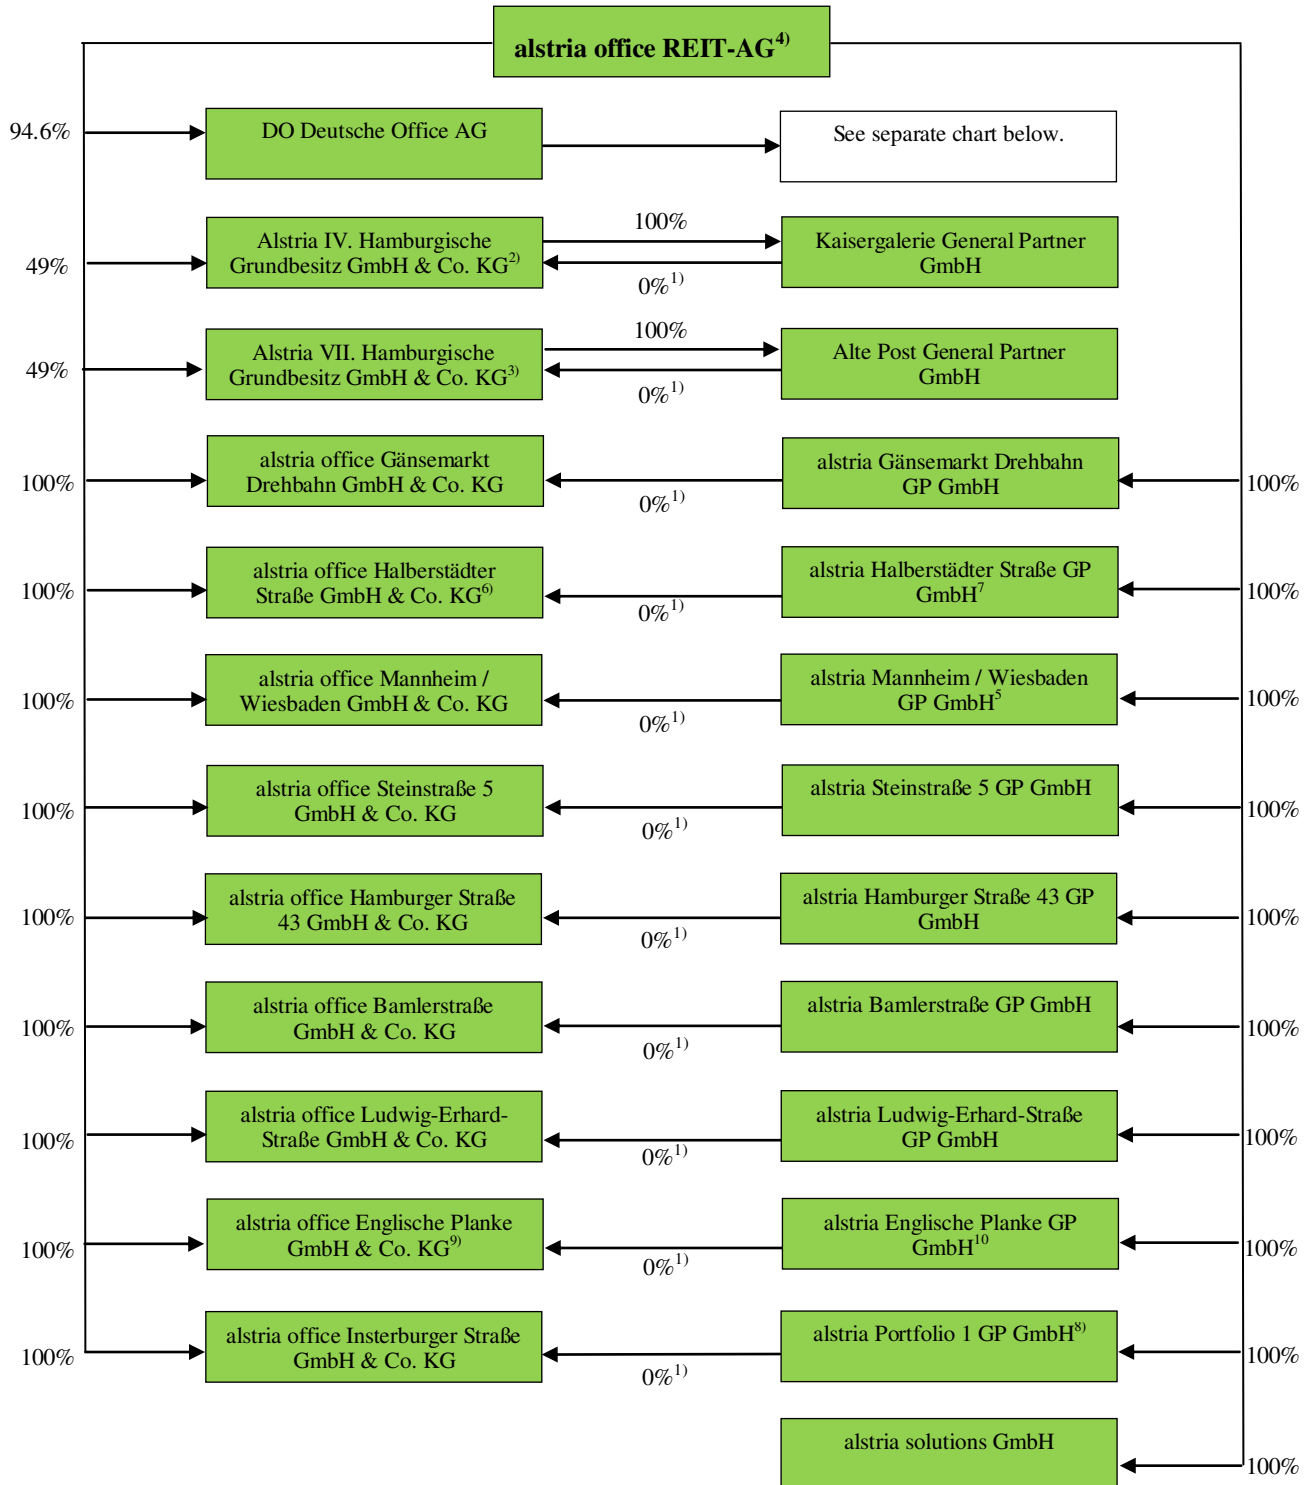 alstria office REIT-AG4)
94.6%
DO Deutsche Office AG
See separate chart below.
49%
Alstria IV. Hamburgische
Grundbesitz GmbH & Co. KG2)
100%
0%1)
Kaisergalerie General Partner
GmbH
49%
Alstria VII. Hamburgische
Grundbesitz GmbH & Co. KG3)
100%
0%1)
Alte Post General Partner
GmbH
100%
alstria office Gänsemarkt
Drehbahn GmbH & Co. KG
0%1)
alstria Gänsemarkt Drehbahn
GP GmbH
100%
100%
alstria office Halberstädter
Straße GmbH & Co. KG6)
0%1)
alstria Halberstädter Straße GP
GmbH7
100%
100%
alstria office Mannheim /
Wiesbaden GmbH & Co. KG
0%1)
alstria Mannheim / Wiesbaden
GP GmbH5
100%
100%
alstria office Steinstraße 5
GmbH & Co. KG
0%1)
alstria Steinstraße 5 GP GmbH
100%
100%
alstria office Hamburger Straße
43 GmbH & Co. KG
0%1)
alstria Hamburger Straße 43 GP
GmbH
100%
100%
alstria office Bamlerstraße
GmbH & Co. KG
0%1)
alstria Bamlerstraße GP GmbH
100%
100%
alstria office Ludwig-Erhard-
Straße GmbH & Co. KG
0%1)
alstria Ludwig-Erhard-Straße
GP GmbH
100%
100%
alstria office Englische Planke
GmbH & Co. KG9)
0%1)
alstria Englische Planke GP
GmbH10
100%
100%
alstria office Insterburger Straße
GmbH & Co. KG
0%1)
alstria Portfolio 1 GP GmbH8)
100%
alstria solutions GmbH
100%